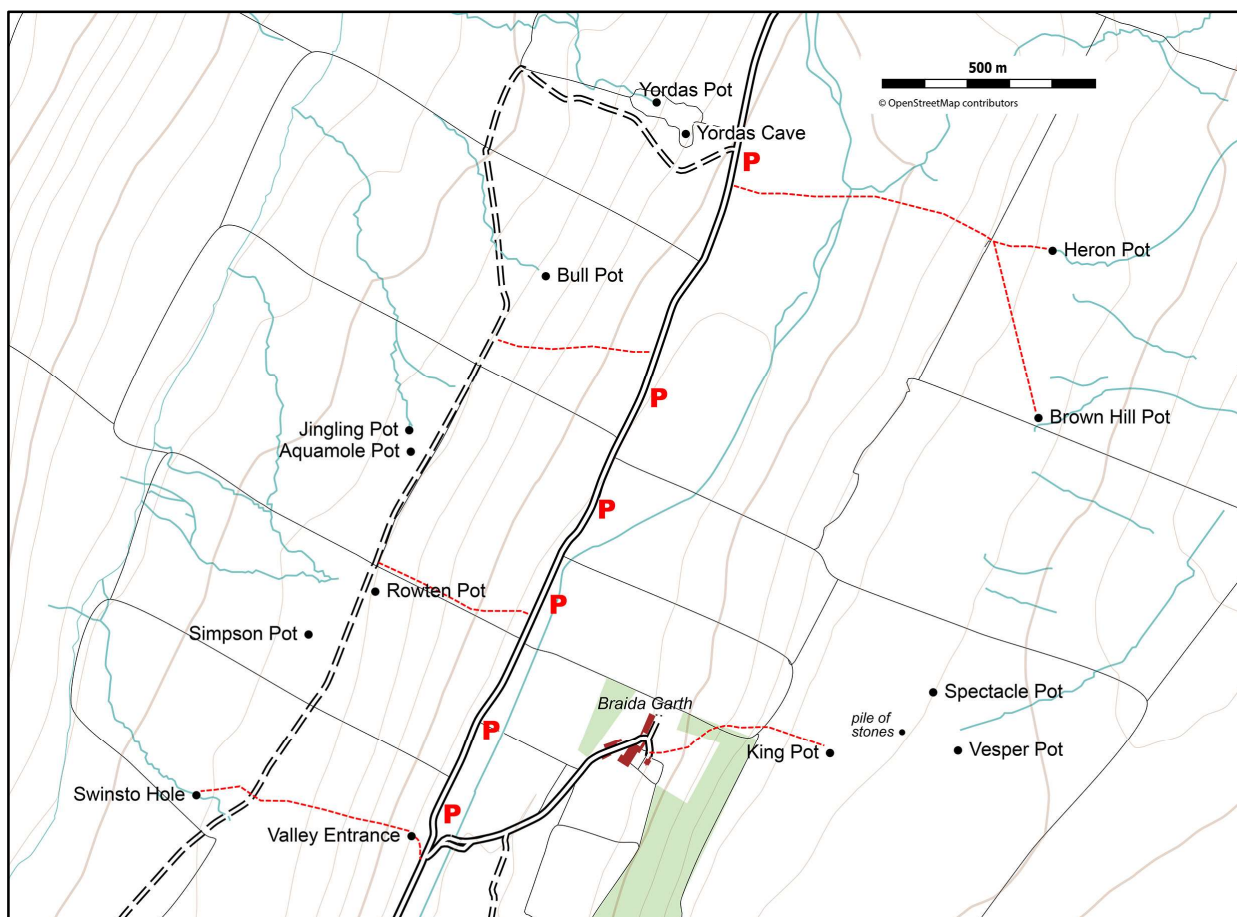 500 m
© OpenStreetMap contributors
Yordas Pot
Yordas Cave
P
Heron Pot
Bull Pot
P
Brown Hill Pot
Jingling Pot
Aquamole Pot
P
Rowten Pot
P
Simpson Pot
Spectacle Pot
Braida Garth
pile of
stones
P
King Pot
Vesper Pot
Swinsto Hole
P
Valley Entrance